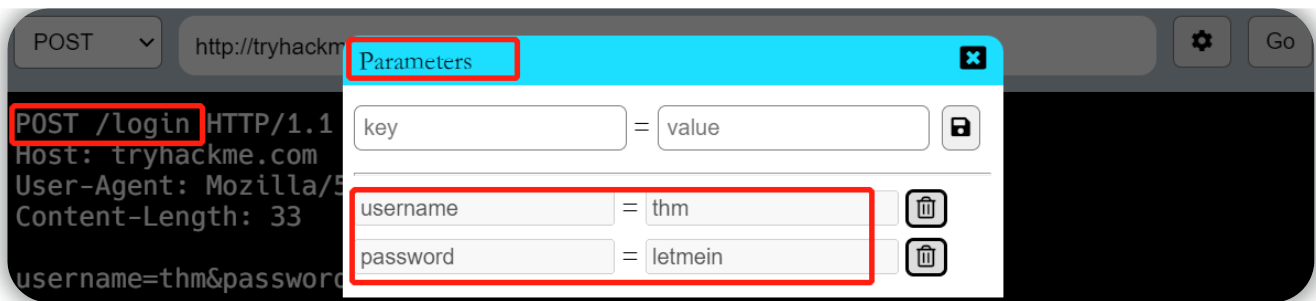 POST
http://tryhackm
Go
Parameters
key = value
username = thm
password = letmein
POST /login HTTP/1.1
Host: tryhackme.com
User-Agent: Mozilla/5
Content-Length: 33
username=thm&password